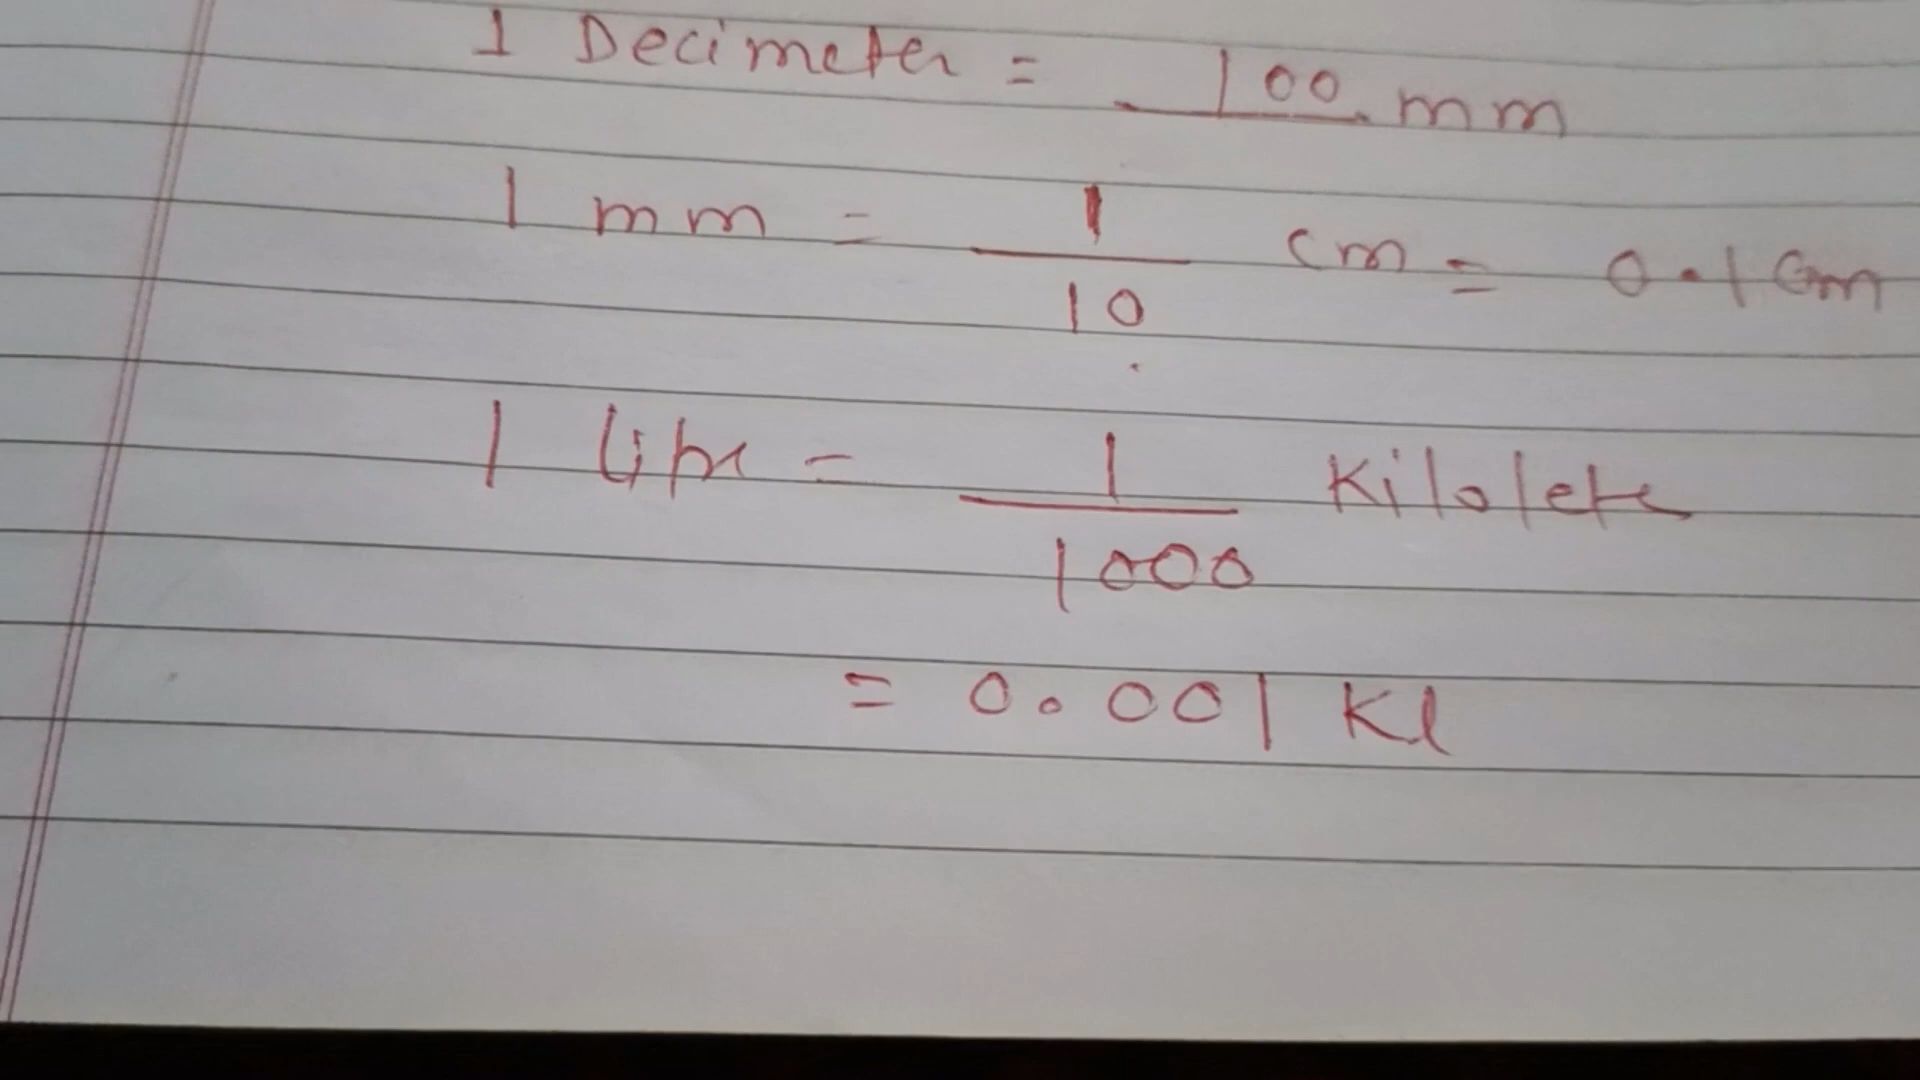 1 Decimeter = 100 mm
1 mm = 1/10 cm = 0.1 cm
1 litre = 1/1000 Kilolete
= 0.001 Kl